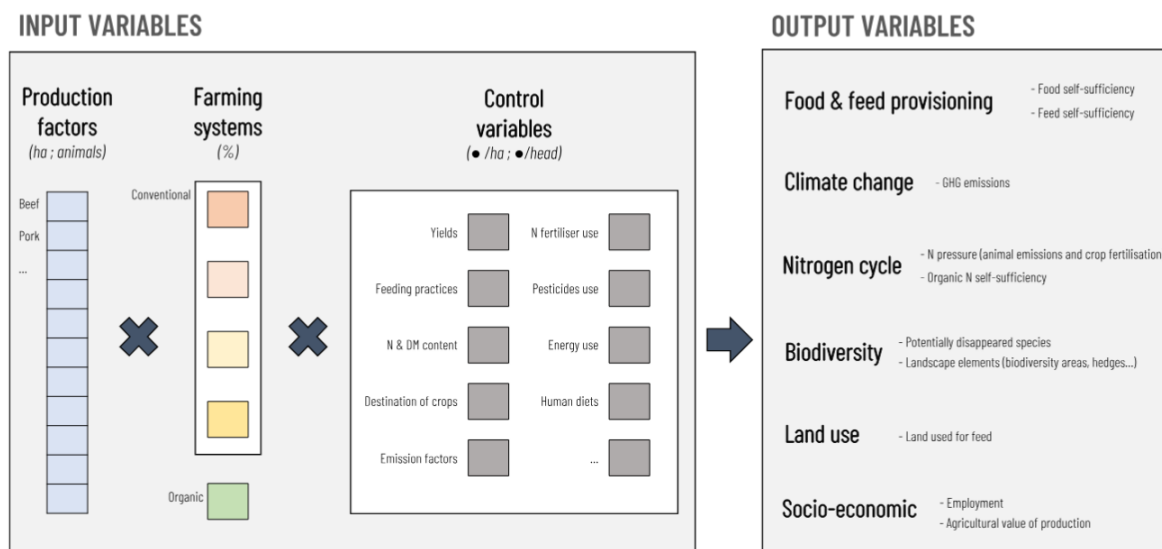 INPUT VARIABLES
Production
factors
(ha ; animals)
Beef
Pork
...
Farming
systems
(%)
Conventional
Organic
Control
variables
(● /ha ; ●/head)
Yields
N fertiliser use
Feeding practices
Pesticides use
N & DM content
Energy use
Destination of crops
Human diets
Emission factors
...
OUTPUT VARIABLES
Food & feed provisioning
- Food self-sufficiency
- Feed self-sufficiency
Climate change
- GHG emissions
Nitrogen cycle
- N pressure (animal emissions and crop fertilisation
- Organic N self-sufficiency
Biodiversity
- Potentially disappeared species
- Landscape elements (biodiversity areas, hedges...)
Land use
- Land used for feed
Socio-economic
- Employment
- Agricultural value of production